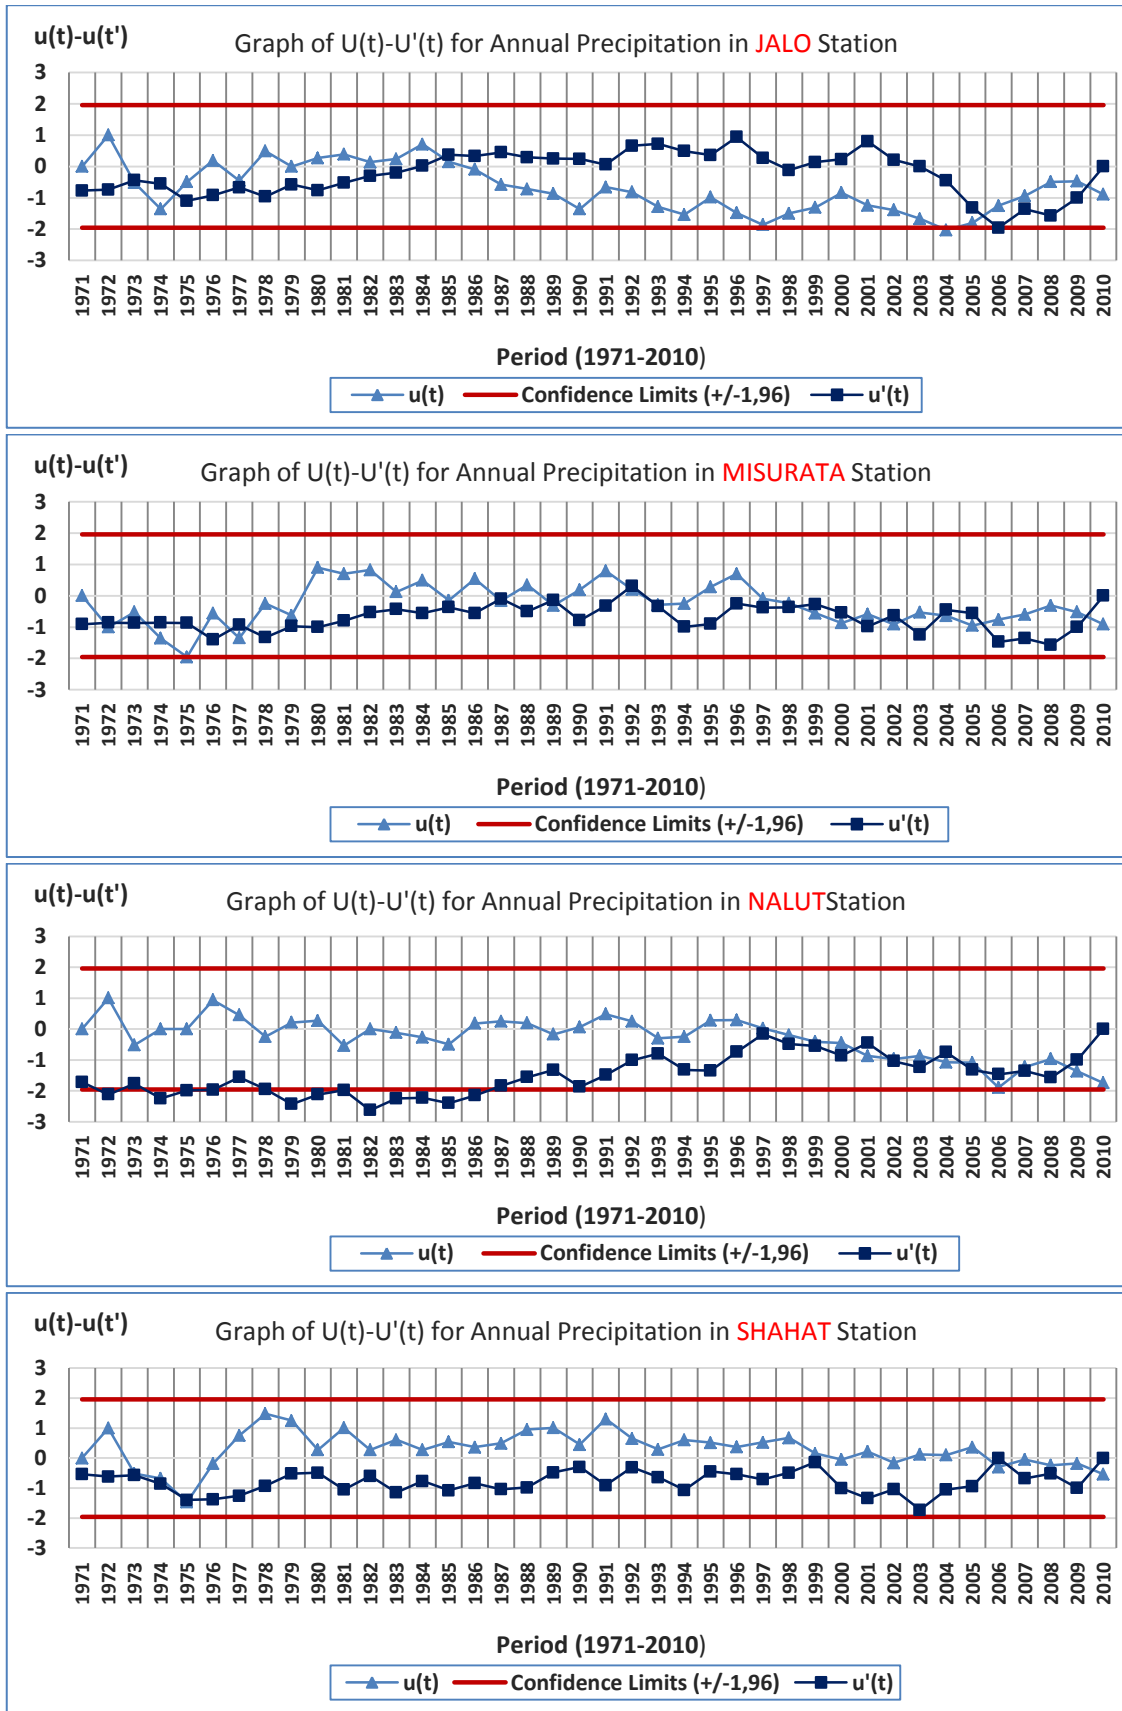 u(t)-u(t')
Graph of U(t)-U'(t) for Annual Precipitation in JALO Station
3
2
1
0
-1
-2
-3
1971 1972 1973 1974 1975 1976 1977 1978 1979 1980 1981 1982 1983 1984 1985 1986 1987 1988 1989 1990 1991 1992 1993 1994 1995 1996 1997 1998 1999 2000 2001 2002 2003 2004 2005 2006 2007 2008 2009 2010
Period (1971-2010)
u(t) Confidence Limits (+/-1,96) u'(t)
u(t)-u(t')
Graph of U(t)-U'(t) for Annual Precipitation in MISURATA Station
3
2
1
0
-1
-2
-3
1971 1972 1973 1974 1975 1976 1977 1978 1979 1980 1981 1982 1983 1984 1985 1986 1987 1988 1989 1990 1991 1992 1993 1994 1995 1996 1997 1998 1999 2000 2001 2002 2003 2004 2005 2006 2007 2008 2009 2010
Period (1971-2010)
u(t) Confidence Limits (+/-1,96) u'(t)
u(t)-u(t')
Graph of U(t)-U'(t) for Annual Precipitation in NALUTStation
3
2
1
0
-1
-2
-3
1971 1972 1973 1974 1975 1976 1977 1978 1979 1980 1981 1982 1983 1984 1985 1986 1987 1988 1989 1990 1991 1992 1993 1994 1995 1996 1997 1998 1999 2000 2001 2002 2003 2004 2005 2006 2007 2008 2009 2010
Period (1971-2010)
u(t) Confidence Limits (+/-1,96) u'(t)
u(t)-u(t')
Graph of U(t)-U'(t) for Annual Precipitation in SHAHAT Station
3
2
1
0
-1
-2
-3
1971 1972 1973 1974 1975 1976 1977 1978 1979 1980 1981 1982 1983 1984 1985 1986 1987 1988 1989 1990 1991 1992 1993 1994 1995 1996 1997 1998 1999 2000 2001 2002 2003 2004 2005 2006 2007 2008 2009 2010
Period (1971-2010)
u(t) Confidence Limits (+/-1,96) u'(t)